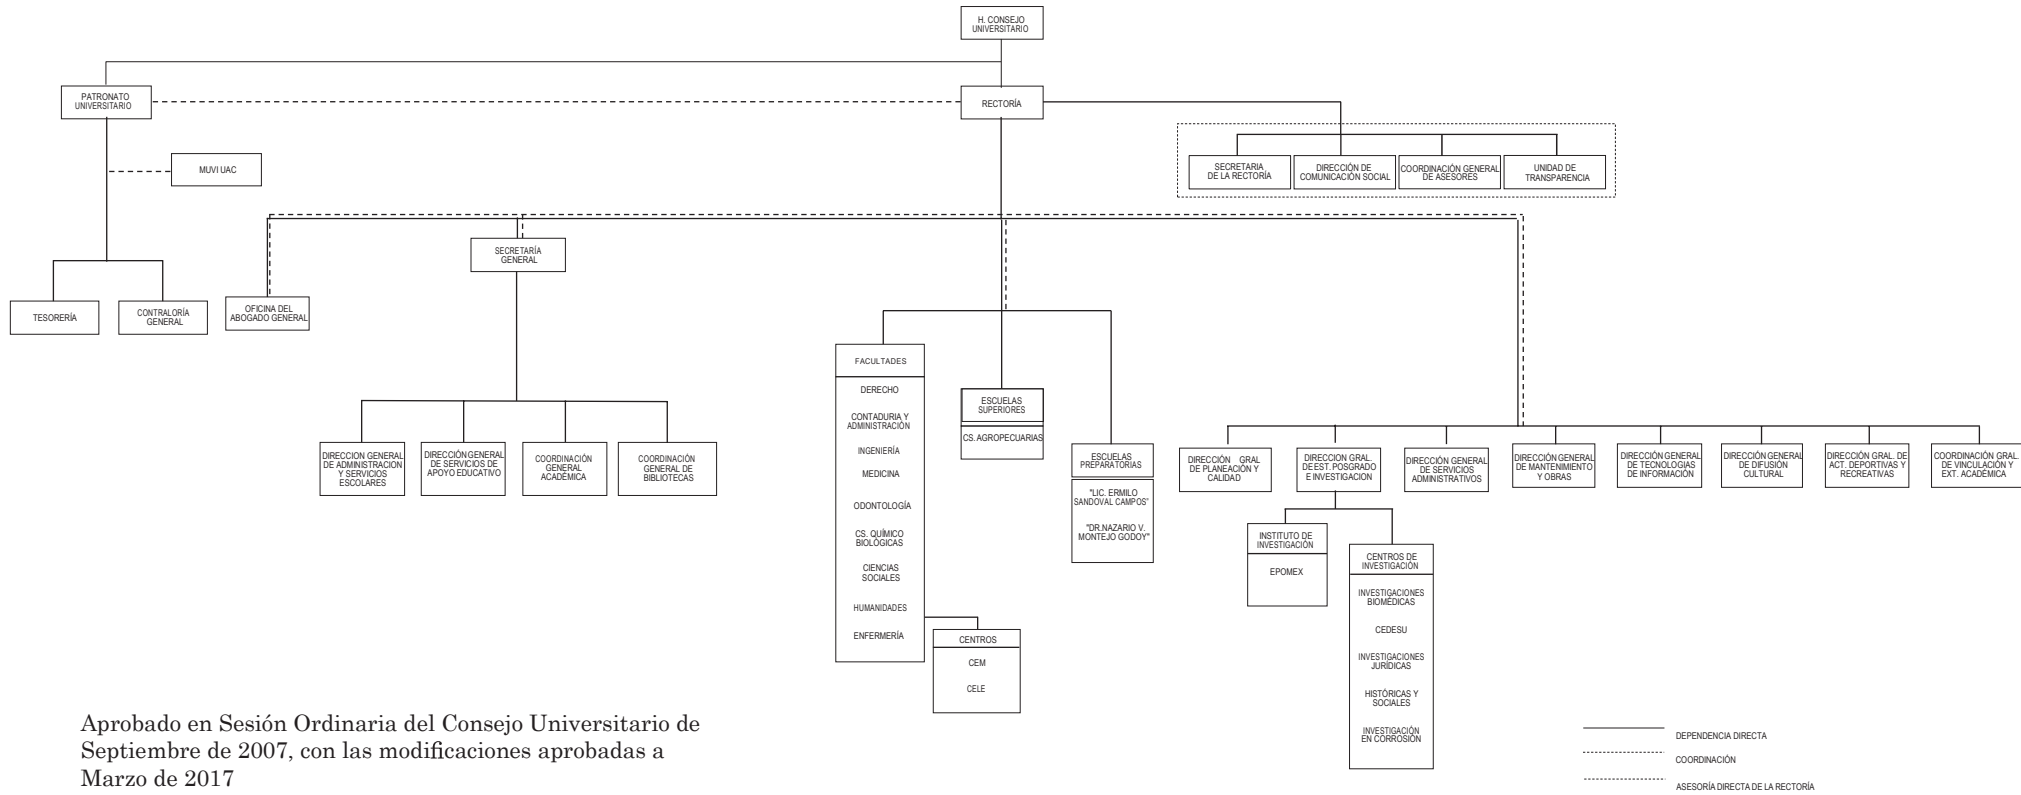 H. CONSEJO
UNIVERSITARIO
PATRONATO
UNIVERSITARIO
RECTORÍA
MUVI UAC
SECRETARIA
DE LA RECTORÍA
DIRECCIÓN DE
COMUNICACIÓN SOCIAL
COORDINACIÓN GENERAL
DE ASESORES
UNIDAD DE
TRANSPARENCIA
SECRETARÍA
GENERAL
TESORERÍA
CONTRALORÍA
GENERAL
OFICINA DEL
ABOGADO GENERAL
DIRECCION GENERAL
DE ADMINISTRACION
Y SERVICIOS
ESCOLARES
DIRECCIÓN GENERAL
DE SERVICIOS DE
APOYO EDUCATIVO
COORDINACIÓN
GENERAL
ACADÉMICA
COORDINACION
GENERAL DE
BIBLIOTECAS
FACULTADES
DERECHO
CONTADURIA Y
ADMINISTRACIÓN
INGENIERÍA
MEDICINA
ODONTOLOGÍA
CS. QUÍMICO
BIOLÓGICAS
CIENCIAS
SOCIALES
HUMANIDADES
ENFERMERÍA
CENTROS
CEM
CELE
ESCUELAS
SUPERIORES
CS. AGROPECUARIAS
ESCUELAS
PREPARATORIAS
"LIC. ERMILO
SANDOVAL CAMPOS"
"DR.NAZARIO V.
MONTEJO GODOY"
DIRECCIÓN GRAL
DE PLANEACIÓN Y
CALIDAD
DIRECCION GRAL.
DE EST. POSGRADO
E INVESTIGACION
DIRECCIÓN GENERAL
DE SERVICIOS
ADMINISTRATIVOS
DIRECCIÓN GENERAL
DE MANTENIMIENTO
Y OBRAS
DIRECCION GENERAL
DE TECNOLOGIAS
DE INFORMACIÓN
DIRECCIÓN GENERAL
DE DIFUSIÓN
CULTURAL
DIRECCIÓN GRAL. DE
ACT. DEPORTIVAS Y
RECREATIVAS
COORDINACIÓN GRAL.
DE VINCULACIÓN Y
EXT. ACADÉMICA
INSTITUTO DE
INVESTIGACIÓN
EPOMEX
CENTROS DE
INVESTIGACIÓN
INVESTIGACIONES
BIOMÉDICAS
CEDESU
INVESTIGACIONES
JURÍDICAS
HISTÓRICAS Y
SOCIALES
INVESTIGACIÓN
EN CORROSIÓN
Aprobado en Sesión Ordinaria del Consejo Universitario de
Septiembre de 2007, con las modificaciones aprobadas a
Marzo de 2017
DEPENDENCIA DIRECTA
COORDINACIÓN
ASESORÍA DIRECTA DE LA RECTORÍA